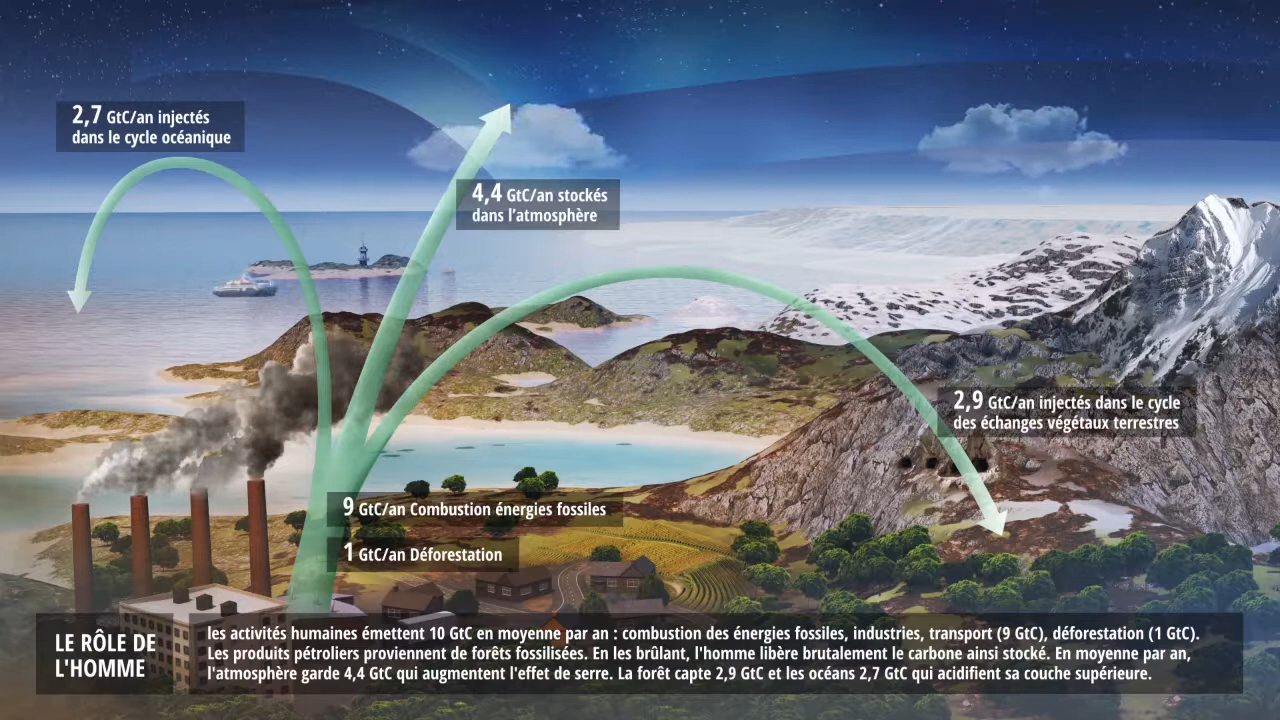 2,7 GtC/an injectés
dans le cycle océanique
4,4 GtC/an stockés
dans l'atmosphère
2,9 GtC/an injectés dans le cycle
des échanges végétaux terrestres
9 GtC/an Combustion énergies fossiles
1 GtC/an Déforestation
LE RÔLE DE
L'HOMME
les activités humaines émettent 10 GtC en moyenne par an : combustion des énergies fossiles, industries, transport (9 GtC), déforestation (1 GtC).
Les produits pétroliers proviennent de forêts fossilisées. En les brûlant, l'homme libère brutalement le carbone ainsi stocké. En moyenne par an,
l'atmosphère garde 4,4 GtC qui augmentent l'effet de serre. La forêt capte 2,9 GtC et les océans 2,7 GtC qui acidifient sa couche supérieure.